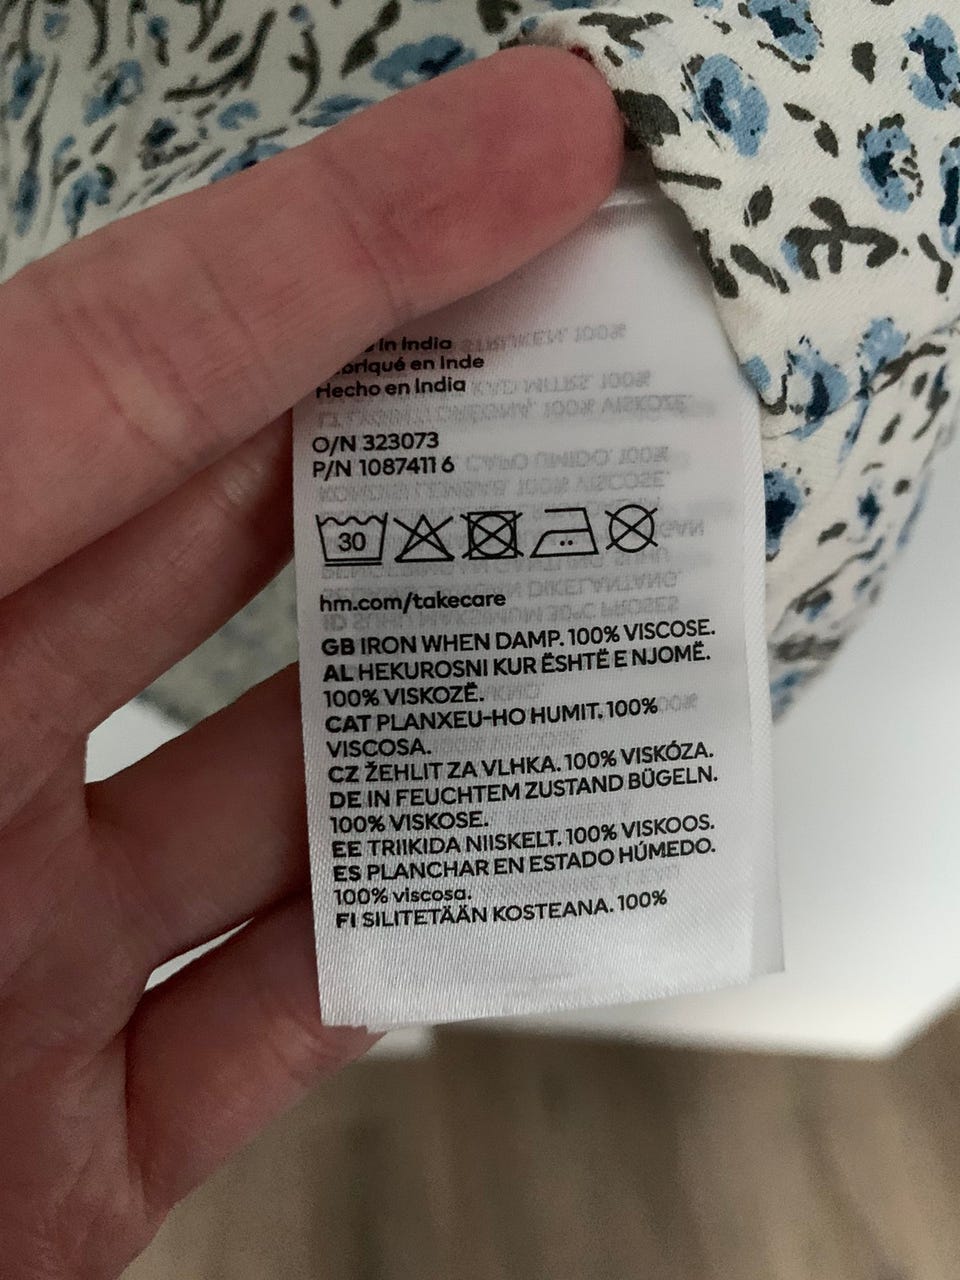 in India
en Inde
Hecho en India
O/N 323073
P/N 1087411 6
30
hm.com/takecare
GB IRON WHEN DAMP. 100% VISCOSE.
AL HEKUROSNI KUR ËSHTË E NJOMË.
100% VISKOZË.
CAT PLANXEU-HO HUMIT. 100%
VISCOSA.
CZ ŽEHLIT ZA VLHKA. 100% VISKÓZA.
DE IN FEUCHTEM ZUSTAND BÜGELN.
100% VISKOSE.
EE TRIIKIDA NIISKELT. 100% VISKOOS.
ES PLANCHAR EN ESTADO HÚMEDO.
100% viscosa.
FI SILITETÄÄN KOSTEANA. 100%